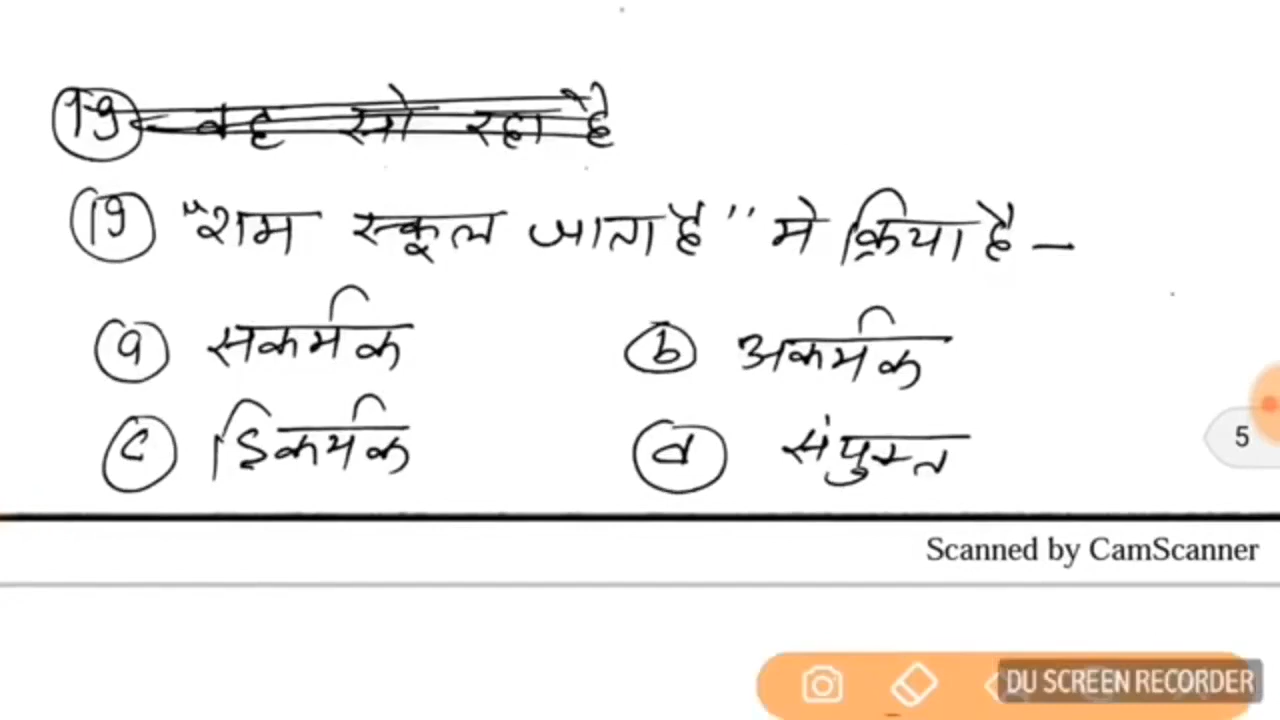 19 वह सो रहा है
19 "राम स्कूल जाता है" मे क्रिया है –
a सकर्मक b अकर्मक
c द्विकर्मक d संयुक्त
5
Scanned by CamScanner
DU SCREEN RECORDER